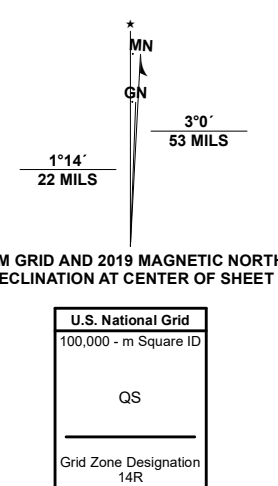 ★
MN
GN
3°0´
53 MILS
1°14´
22 MILS
M GRID AND 2019 MAGNETIC NORTH
ECLINATION AT CENTER OF SHEET
U.S. National Grid
100,000 - m Square ID
QS
Grid Zone Designation
14R